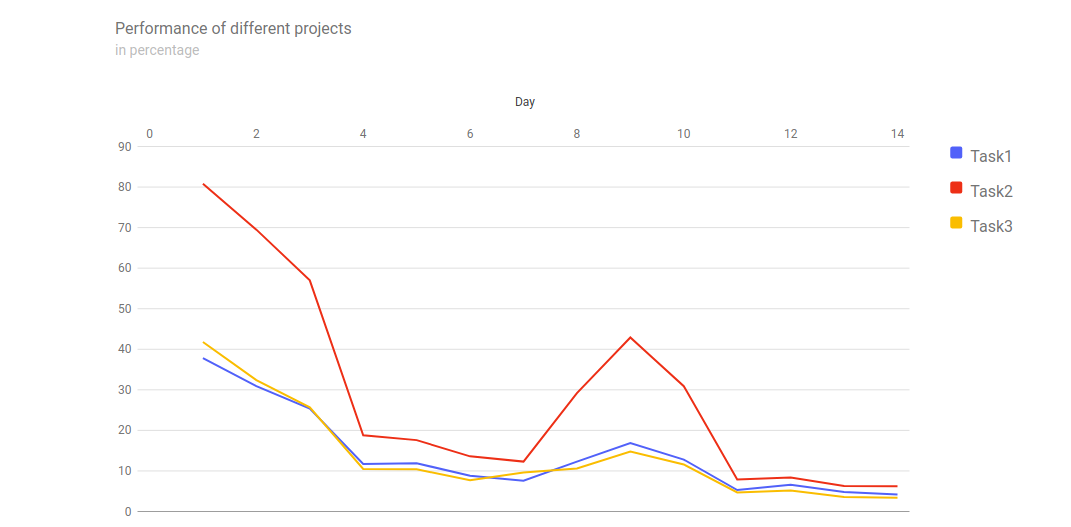 Performance of different projects
in percentage
Day
0 2 4 6 8 10 12 14
90
80
70
60
50
40
30
20
10
0
Task1
Task2
Task3